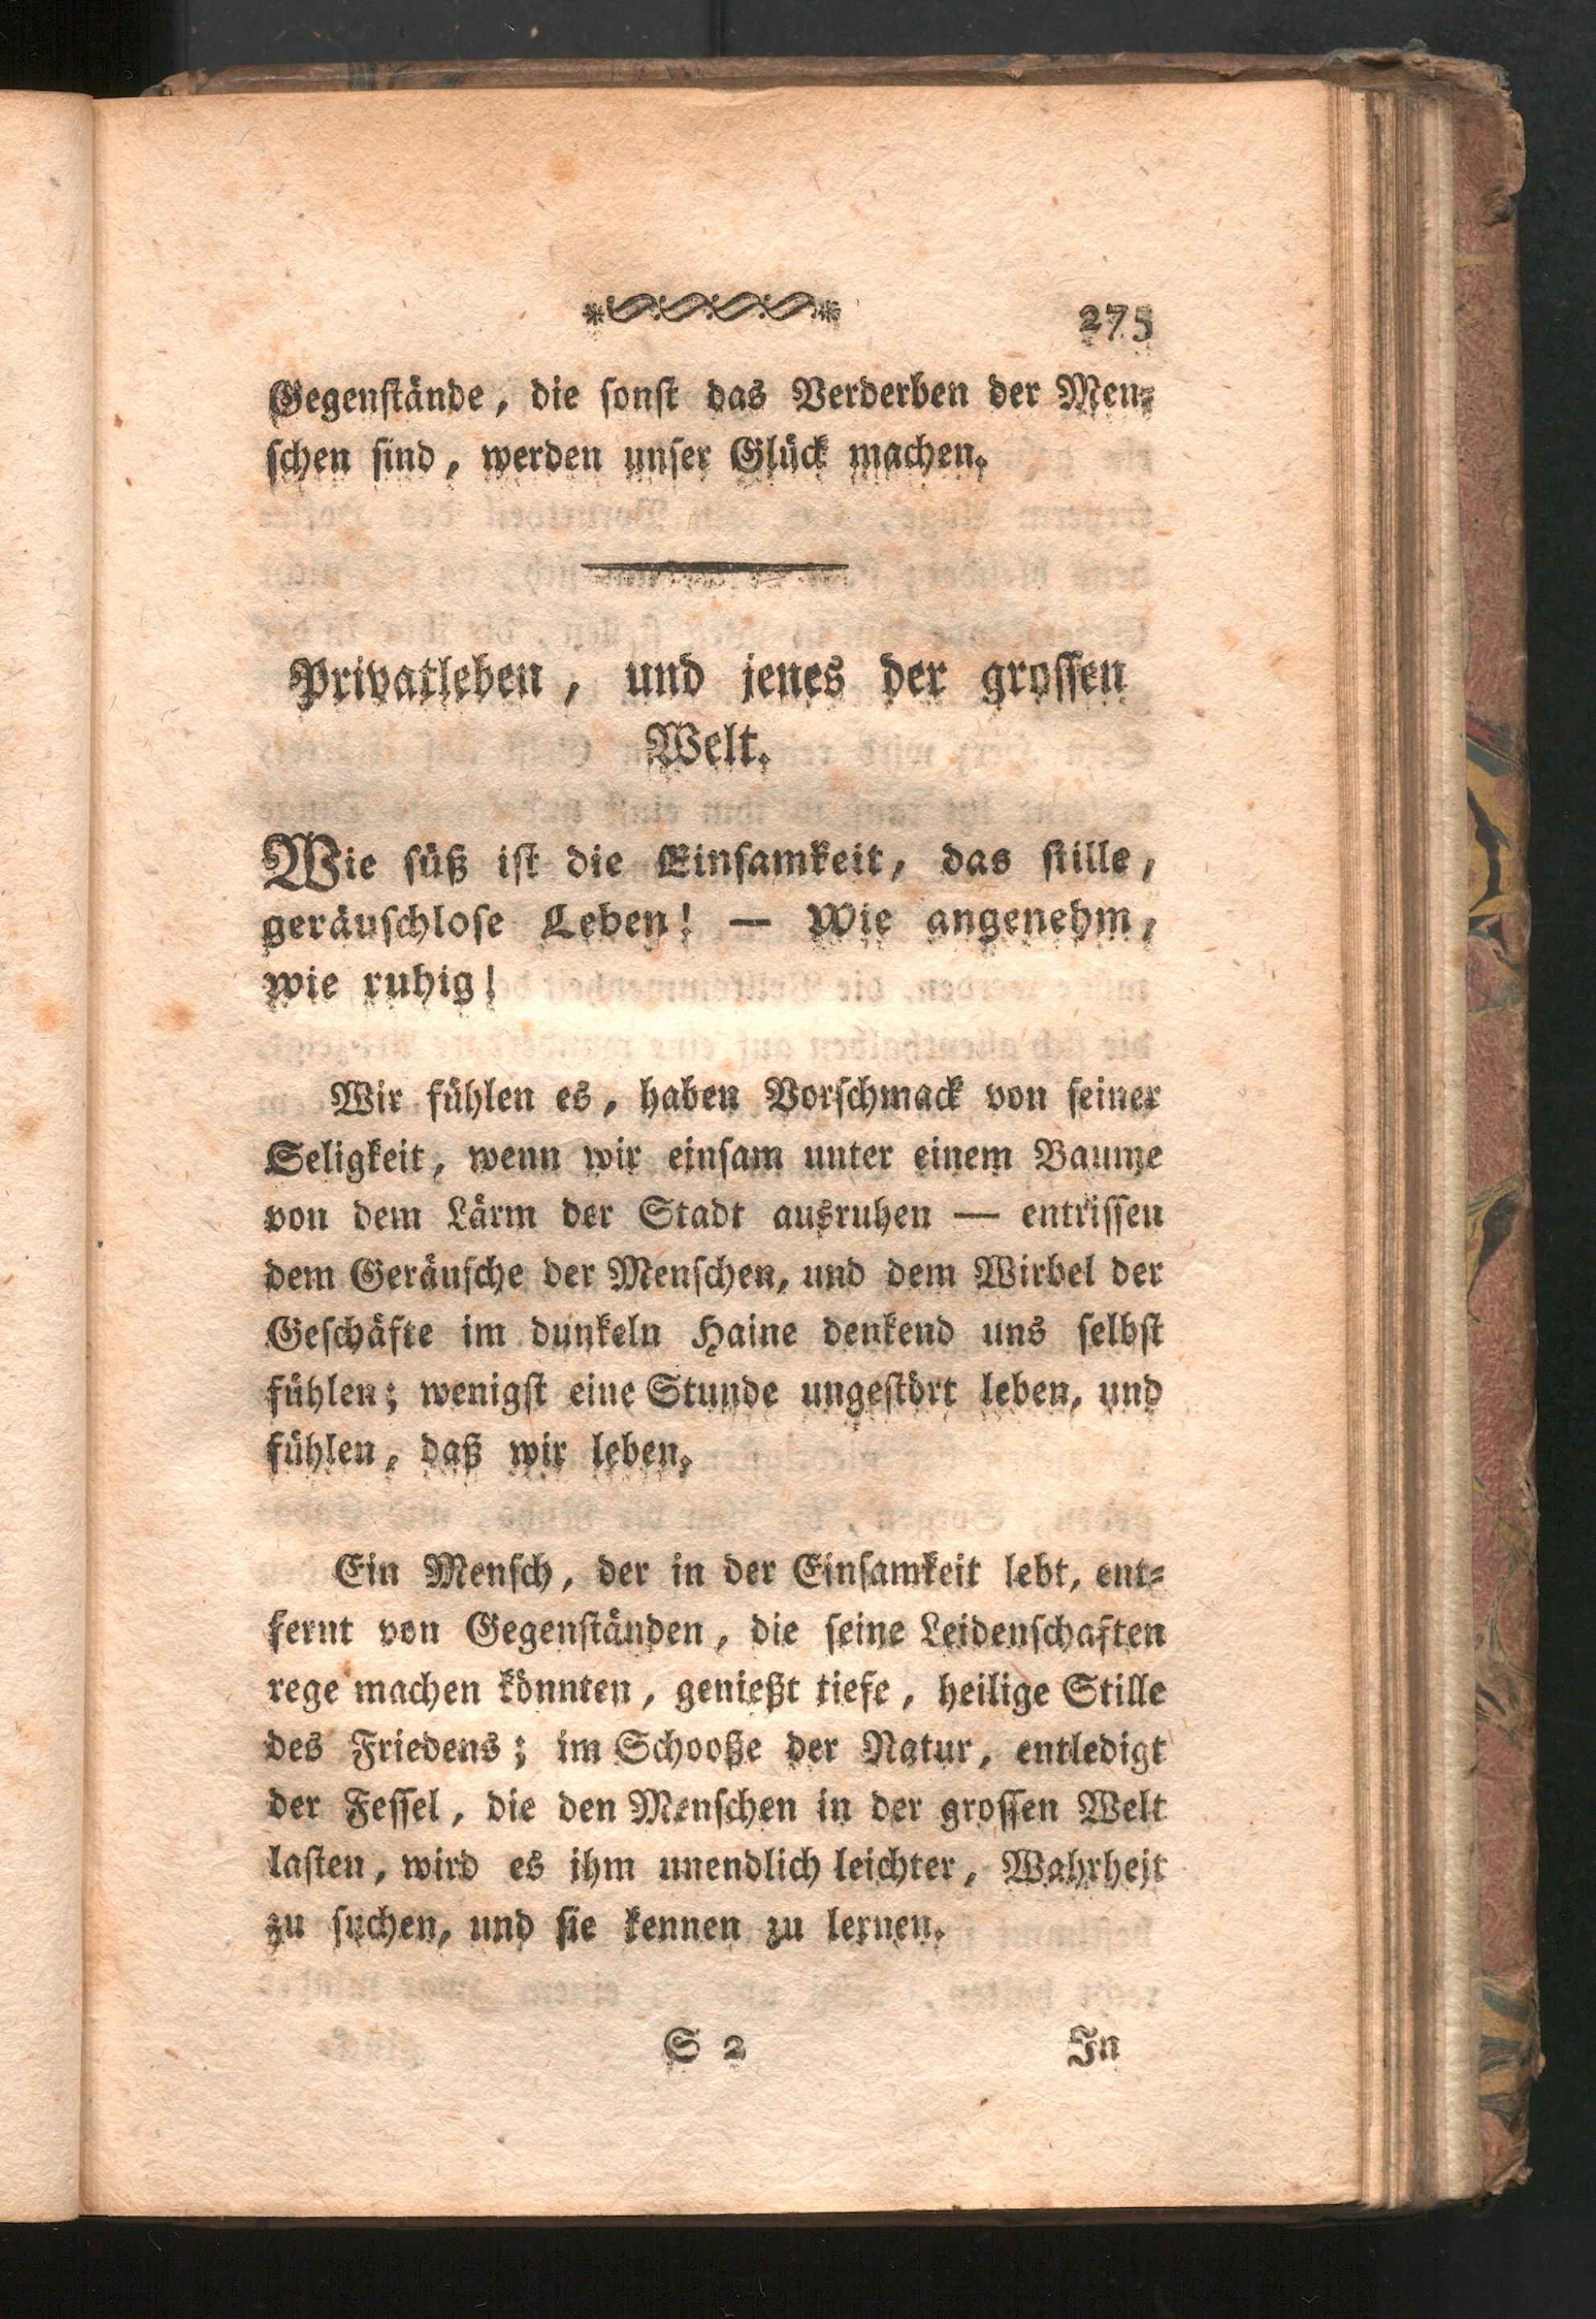 275
Gegenstände, die sonst das Verderben der Men-
schen sind, werden unser Glück machen.
Privatleben, und jenes der grossen
Welt.
Wie süß ist die Einsamkeit, das stille,
geräuschlose Leben! — Wie angenehm,
wie ruhig!
Wir fühlen es, haben Vorschmack von seiner
Seligkeit, wenn wir einsam unter einem Baume
von dem Lärm der Stadt ausruhen — entrissen
dem Geräusche der Menschen, und dem Wirbel der
Geschäfte im dunkeln Haine denkend uns selbst
fühlen; wenigst eine Stunde ungestört leben, und
fühlen, daß wir leben.
Ein Mensch, der in der Einsamkeit lebt, ent-
fernt von Gegenständen, die seine Leidenschaften
rege machen könnten, genießt tiefe, heilige Stille
des Friedens; im Schooße der Natur, entledigt
der Fessel, die den Menschen in der grossen Welt
lasten, wird es ihm unendlich leichter, Wahrheit
zu suchen, und sie kennen zu lernen.
S 2 In